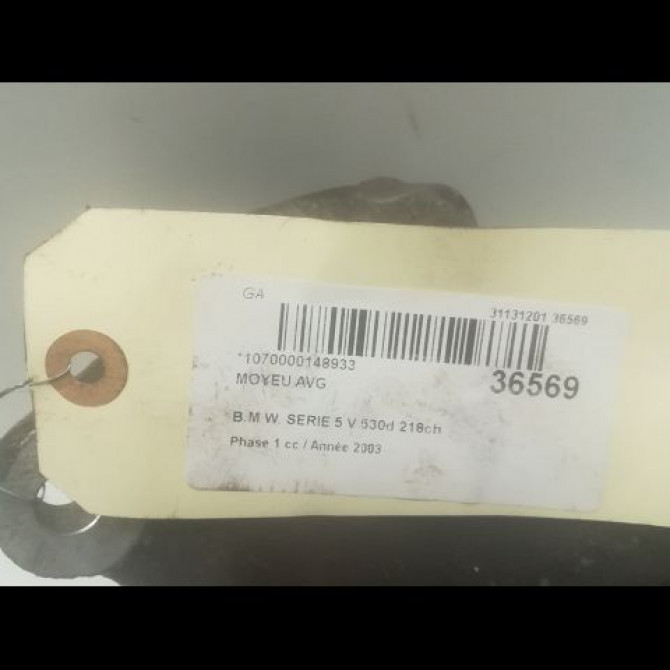 GA
31131201 36569
*1070000148933
36569
MOYEU AVG
B.M.W. SERIE 5 V 530d 218ch
Phase 1 cc / Année 2003